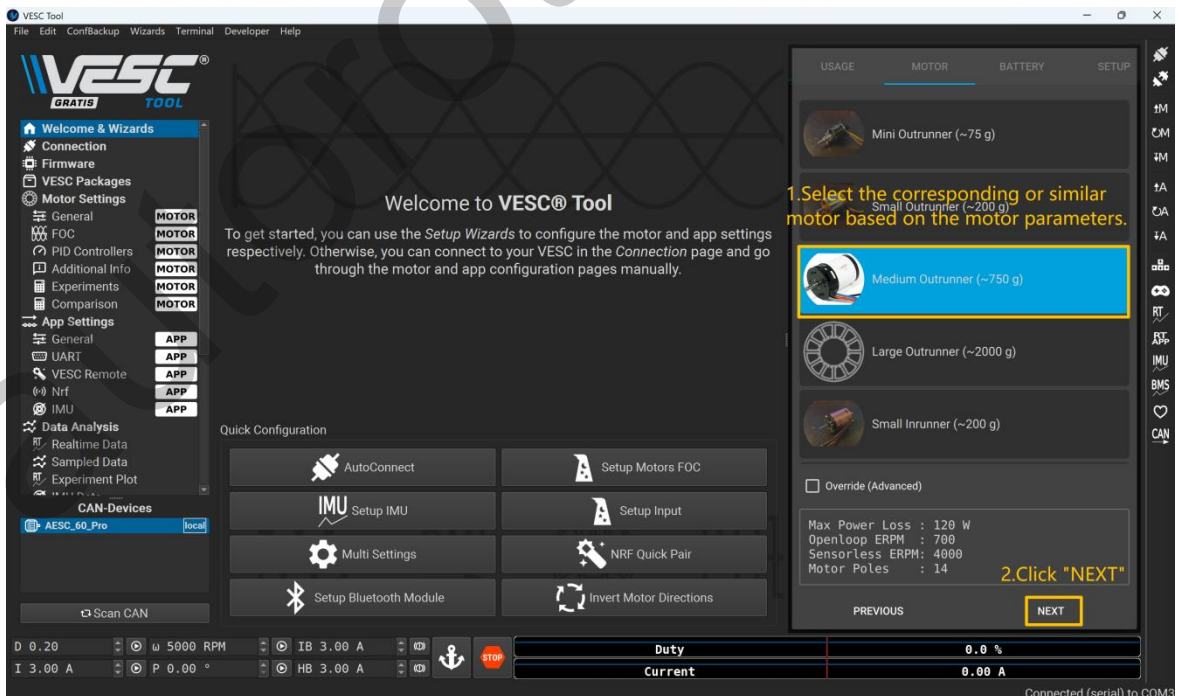 VESC Tool
File Edit ConfBackup Wizards Terminal Developer Help
VESC®
GRATIS TOOL
Welcome & Wizards
Connection
Firmware
VESC Packages
Motor Settings
General MOTOR
FOC MOTOR
PID Controllers MOTOR
Additional Info MOTOR
Experiments MOTOR
Comparison MOTOR
App Settings
General APP
UART APP
VESC Remote APP
Nrf APP
IMU APP
Data Analysis
RT Realtime Data
Sampled Data
RT Experiment Plot
CAN-Devices
AESC_60_Pro local
Scan CAN
Welcome to VESC® Tool
To get started, you can use the Setup Wizards to configure the motor and app settings
respectively. Otherwise, you can connect to your VESC in the Connection page and go
through the motor and app configuration pages manually.
Quick Configuration
AutoConnect Setup Motors FOC
IMU Setup IMU Setup Input
Multi Settings NRF Quick Pair
Setup Bluetooth Module Invert Motor Directions
USAGE MOTOR BATTERY SETUP
Mini Outrunner (~75 g)
1.Select the corresponding or similar
Small Outrunner (~200 g)
motor based on the motor parameters.
Medium Outrunner (~750 g)
Large Outrunner (~2000 g)
Small Inrunner (~200 g)
Override (Advanced)
Max Power Loss : 120 W
Openloop ERPM : 700
Sensorless ERPM: 4000
Motor Poles : 14
2.Click "NEXT"
PREVIOUS NEXT
M
M
M
A
A
A
RT
RT
APP
IMU
BMS
CAN
D 0.20 ω 5000 RPM IB 3.00 A
I 3.00 A P 0.00 ° HB 3.00 A
STOP
Duty 0.0 %
Current 0.00 A
Connected (serial) to COM3